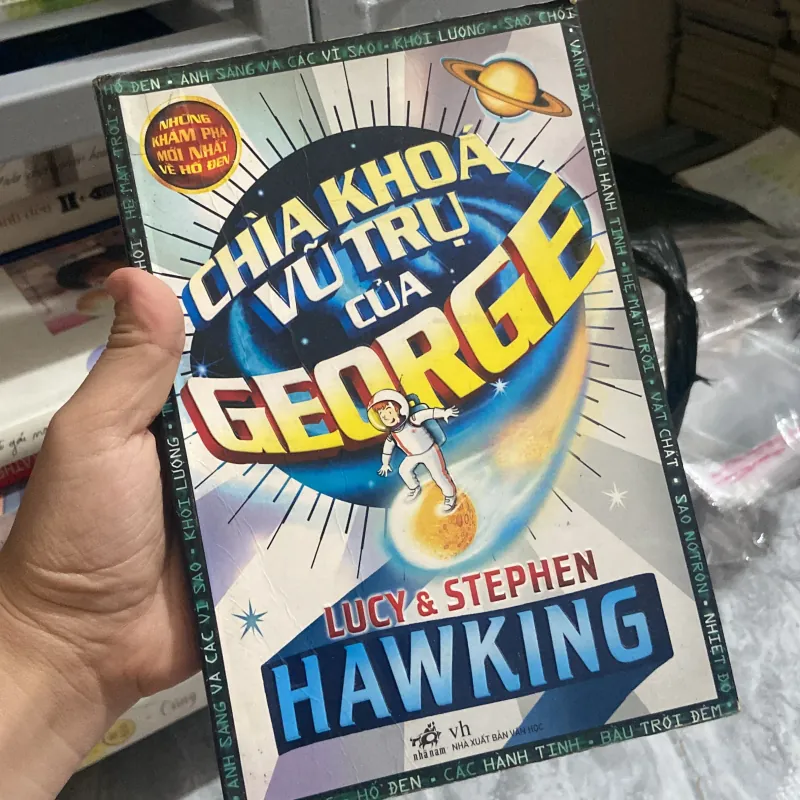 HỐ ĐEN • ÁNH SÁNG VÀ CÁC VÌ SAO • KHỐI LƯỢNG • SAO CHỔI •
VÀNH ĐAI • TIỂU HÀNH TINH • HỆ MẶT TRỜI • VẬT CHẤT • SAO NƠTRON • NHIỆT ĐỘ
NHỮNG
KHÁM PHÁ
MỚI NHẤT
VỀ HỐ ĐEN
CHÌA KHOÁ
VŨ TRỤ
CỦA
GEORGE
LUCY & STEPHEN
HAWKING
nhã nam
vh
NHÀ XUẤT BẢN VĂN HỌC
HỆ MẶT TRỜI
ÁNH SÁNG VÀ CÁC VÌ SAO • KHỐI LƯỢNG
HỐ ĐEN • CÁC HÀNH TINH • BẦU TRỜI ĐÊM •